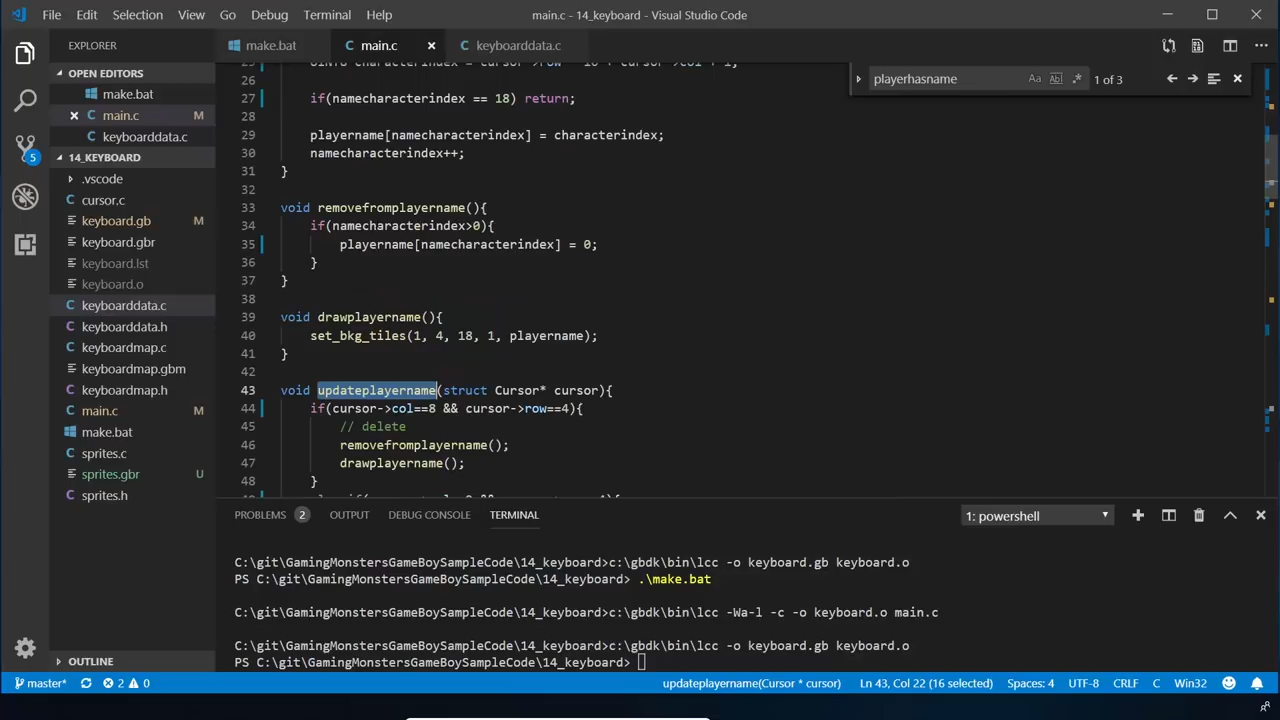 File Edit Selection View Go Debug Terminal Help main.c - 14_keyboard - Visual Studio Code
EXPLORER
OPEN EDITORS
make.bat
main.c M
keyboarddata.c
14_KEYBOARD
.vscode
cursor.c
keyboard.gb M
keyboard.gbr
keyboard.lst
keyboard.o
keyboarddata.c
keyboarddata.h
keyboardmap.c
keyboardmap.gbm
keyboardmap.h
main.c M
make.bat
sprites.c
sprites.gbr U
sprites.h
OUTLINE
5
make.bat main.c keyboarddata.c
playerhasname Aa Abl .* 1 of 3
26
27 if(namecharacterindex == 18) return;
28
29 playername[namecharacterindex] = characterindex;
30 namecharacterindex++;
31 }
32
33 void removefromplayername(){
34 if(namecharacterindex>0){
35 playername[namecharacterindex] = 0;
36 }
37 }
38
39 void drawplayername(){
40 set_bkg_tiles(1, 4, 18, 1, playername);
41 }
42
43 void updateplayername(struct Cursor* cursor){
44 if(cursor->col==8 && cursor->row==4){
45 // delete
46 removefromplayername();
47 drawplayername();
48 }
PROBLEMS 2 OUTPUT DEBUG CONSOLE TERMINAL 1: powershell
C:\git\GamingMonstersGameBoySampleCode\14_keyboard>c:\gbdk\bin\lcc -o keyboard.gb keyboard.o
PS C:\git\GamingMonstersGameBoySampleCode\14_keyboard> .\make.bat
C:\git\GamingMonstersGameBoySampleCode\14_keyboard>c:\gbdk\bin\lcc -Wa-l -c -o keyboard.o main.c
C:\git\GamingMonstersGameBoySampleCode\14_keyboard>c:\gbdk\bin\lcc -o keyboard.gb keyboard.o
PS C:\git\GamingMonstersGameBoySampleCode\14_keyboard>
master* 2 0 updateplayername(Cursor * cursor) Ln 43, Col 22 (16 selected) Spaces: 4 UTF-8 CRLF C Win32